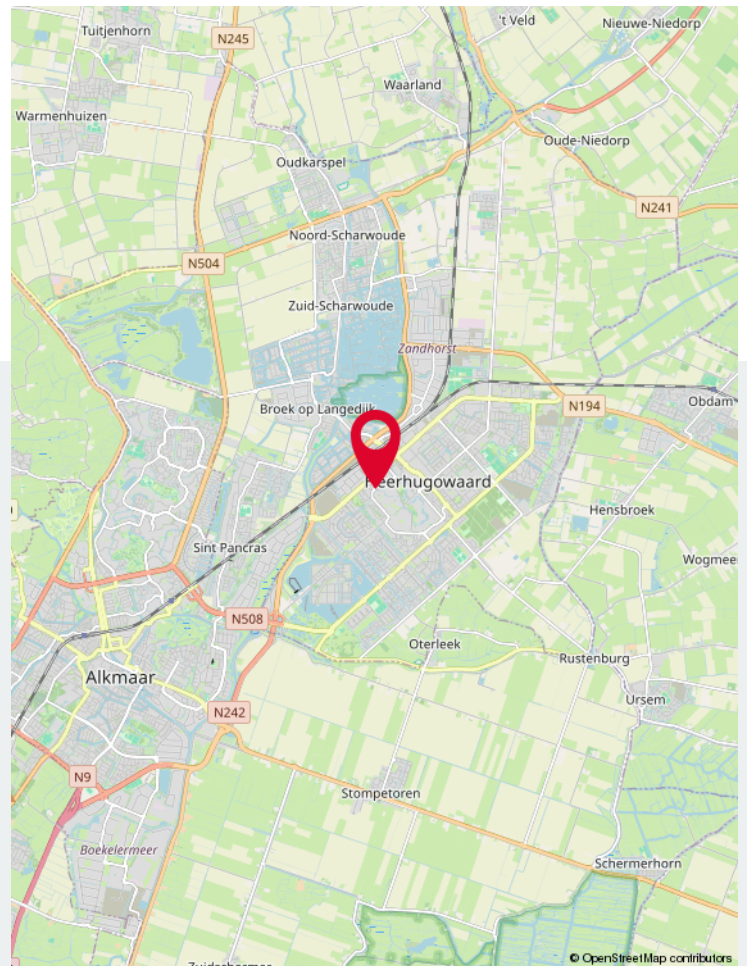 't Veld
Nieuwe-Niedorp
Tuitjenhorn
N245
Waarland
Warmenhuizen
Oude-Niedorp
Oudkarspel
N241
Noord-Scharwoude
N504
Zuid-Scharwoude
Zandhorst
Obdam
Broek op Langedijk
N194
Heerhugowaard
Hensbroek
Sint Pancras
Wogmeer
N508
Oterleek
Rustenburg
Alkmaar
Ursem
N242
N9
Stompetoren
Boekelermeer
Schermerhorn
© OpenStreetMap contributors